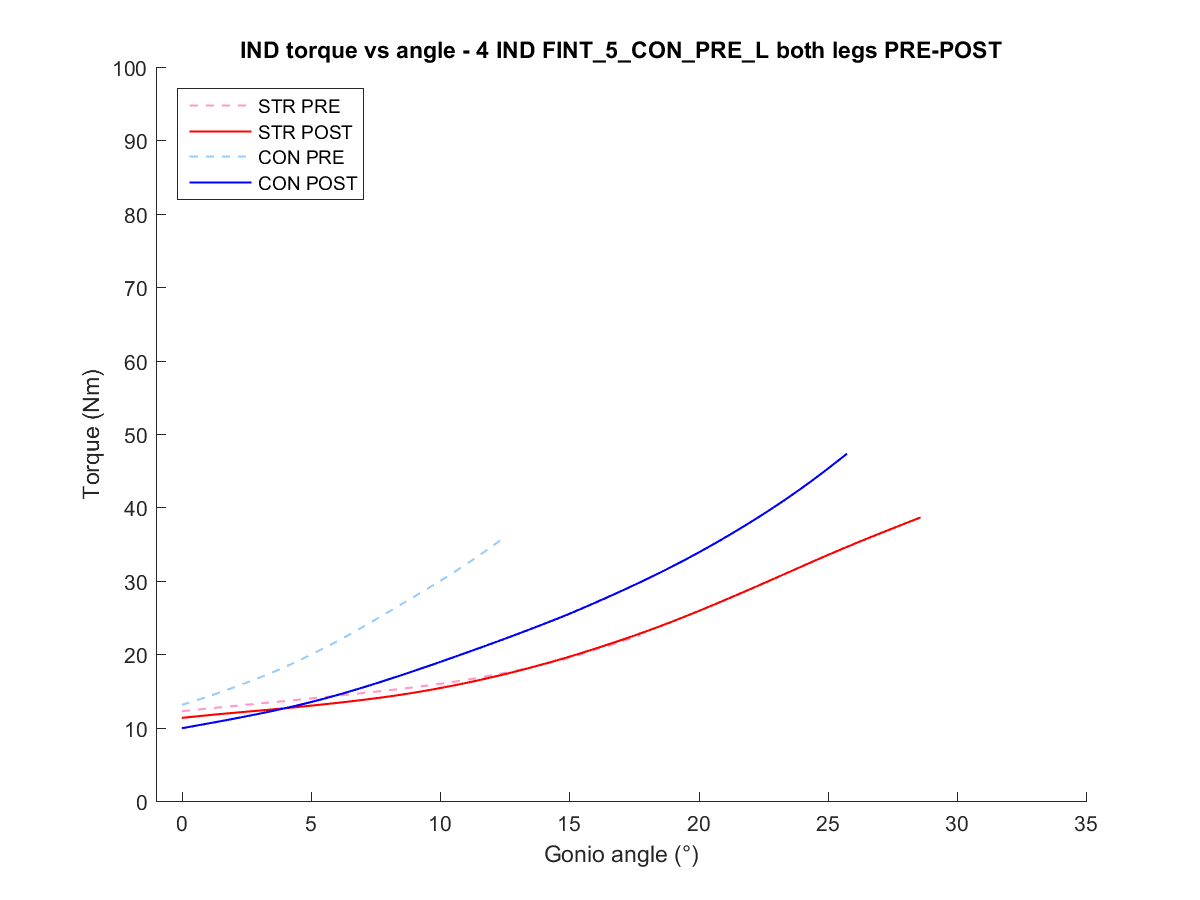 IND torque vs angle - 4 IND FINT_5_CON_PRE_L both legs PRE-POST
100
90
80
70
60
50
40
30
20
10
0
STR PRE
STR POST
CON PRE
CON POST
Torque (Nm)
0 5 10 15 20 25 30 35
Gonio angle (°)